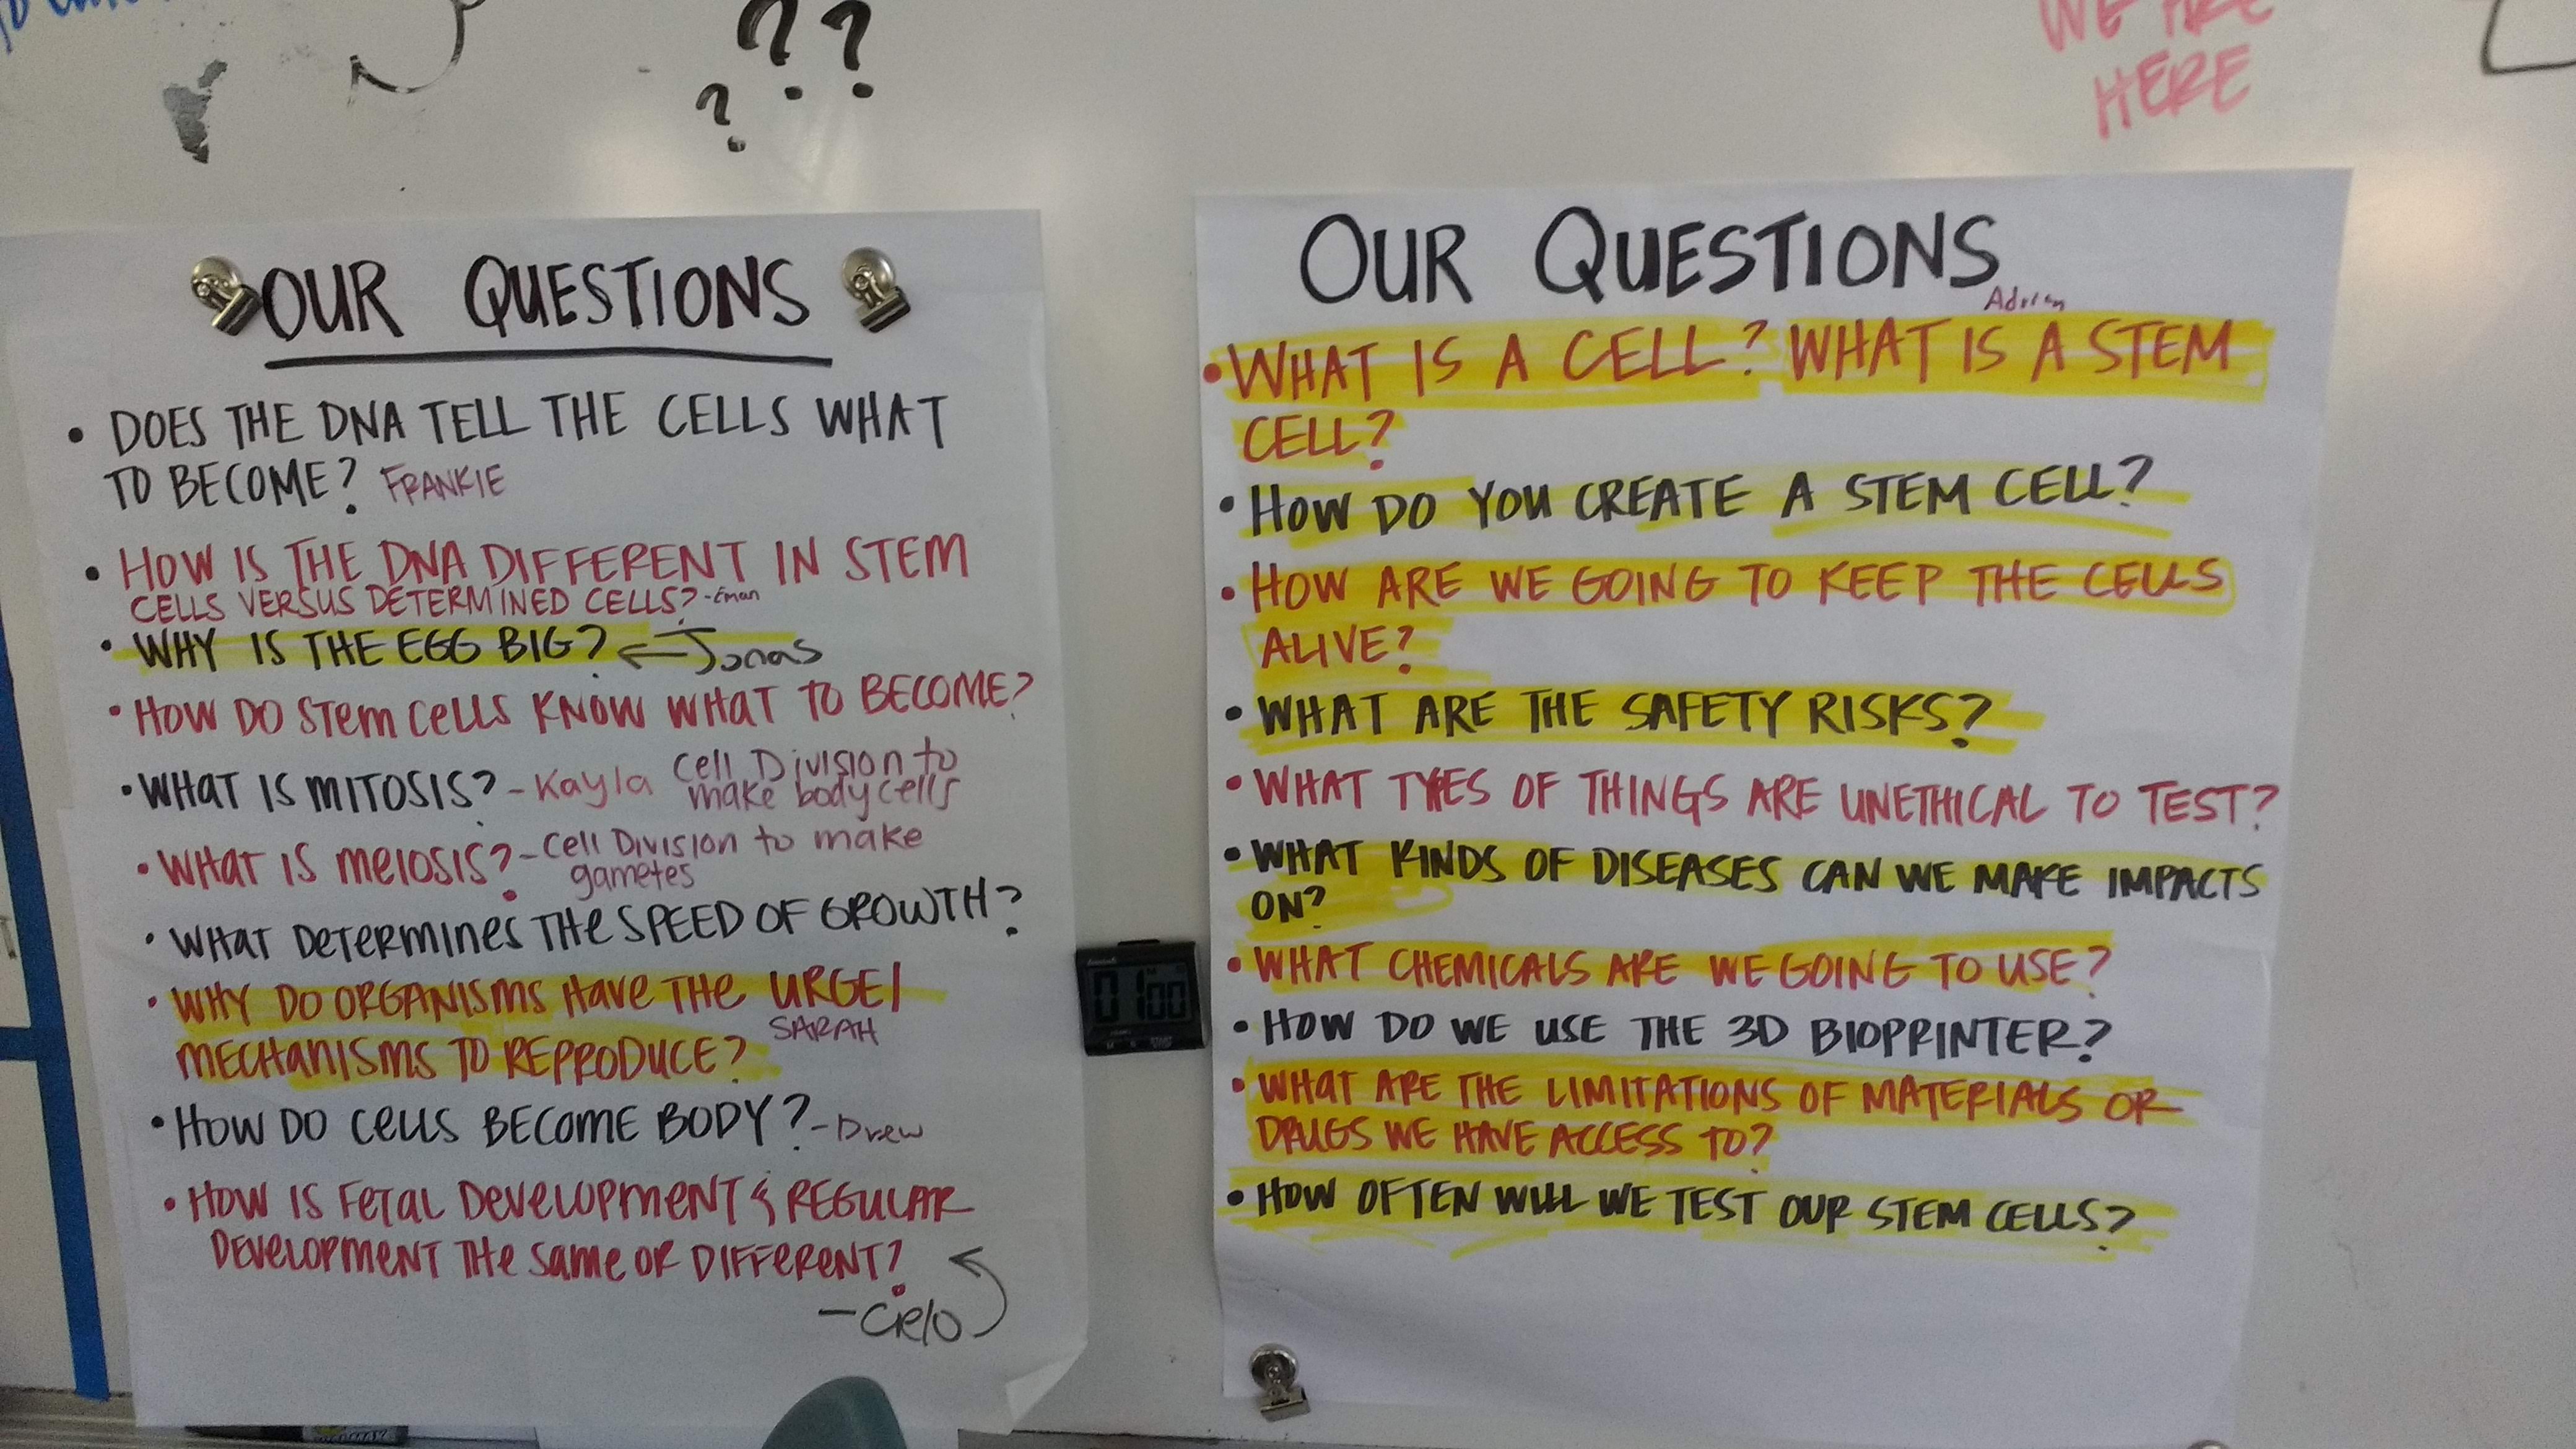 ???
WE ARE
HERE
OUR QUESTIONS
• DOES THE DNA TELL THE CELLS WHAT
TO BECOME? FRANKIE
• HOW IS THE DNA DIFFERENT IN STEM
CELLS VERSUS DETERMINED CELLS? - Eman
• WHY IS THE EGG BIG? ← Jonas
• HOW DO STEM CELLS KNOW WHAT TO BECOME?
• WHAT IS MITOSIS? - Kayla Cell Division to
make body cells
• WHAT IS MEIOSIS? - Cell Division to make
gametes
• WHAT DETERMINES THE SPEED OF GROWTH?
• WHY DO ORGANISMS HAVE THE URGE/
SARAH
MECHANISMS TO REPRODUCE?
• HOW DO CELLS BECOME BODY? - Drew
• HOW IS FETAL DEVELOPMENT & REGULAR
DEVELOPMENT THE SAME OR DIFFERENT?
- Cielo
01 00
OUR QUESTIONS
Adrien
• WHAT IS A CELL? WHAT IS A STEM
CELL?
• HOW DO YOU CREATE A STEM CELL?
• HOW ARE WE GOING TO KEEP THE CELLS
ALIVE?
• WHAT ARE THE SAFETY RISKS?
• WHAT TYPES OF THINGS ARE UNETHICAL TO TEST?
• WHAT KINDS OF DISEASES CAN WE MAKE IMPACTS
ON?
• WHAT CHEMICALS ARE WE GOING TO USE?
• HOW DO WE USE THE 3D BIOPRINTER?
• WHAT ARE THE LIMITATIONS OF MATERIALS OR
DRUGS WE HAVE ACCESS TO?
• HOW OFTEN WILL WE TEST OUR STEM CELLS?